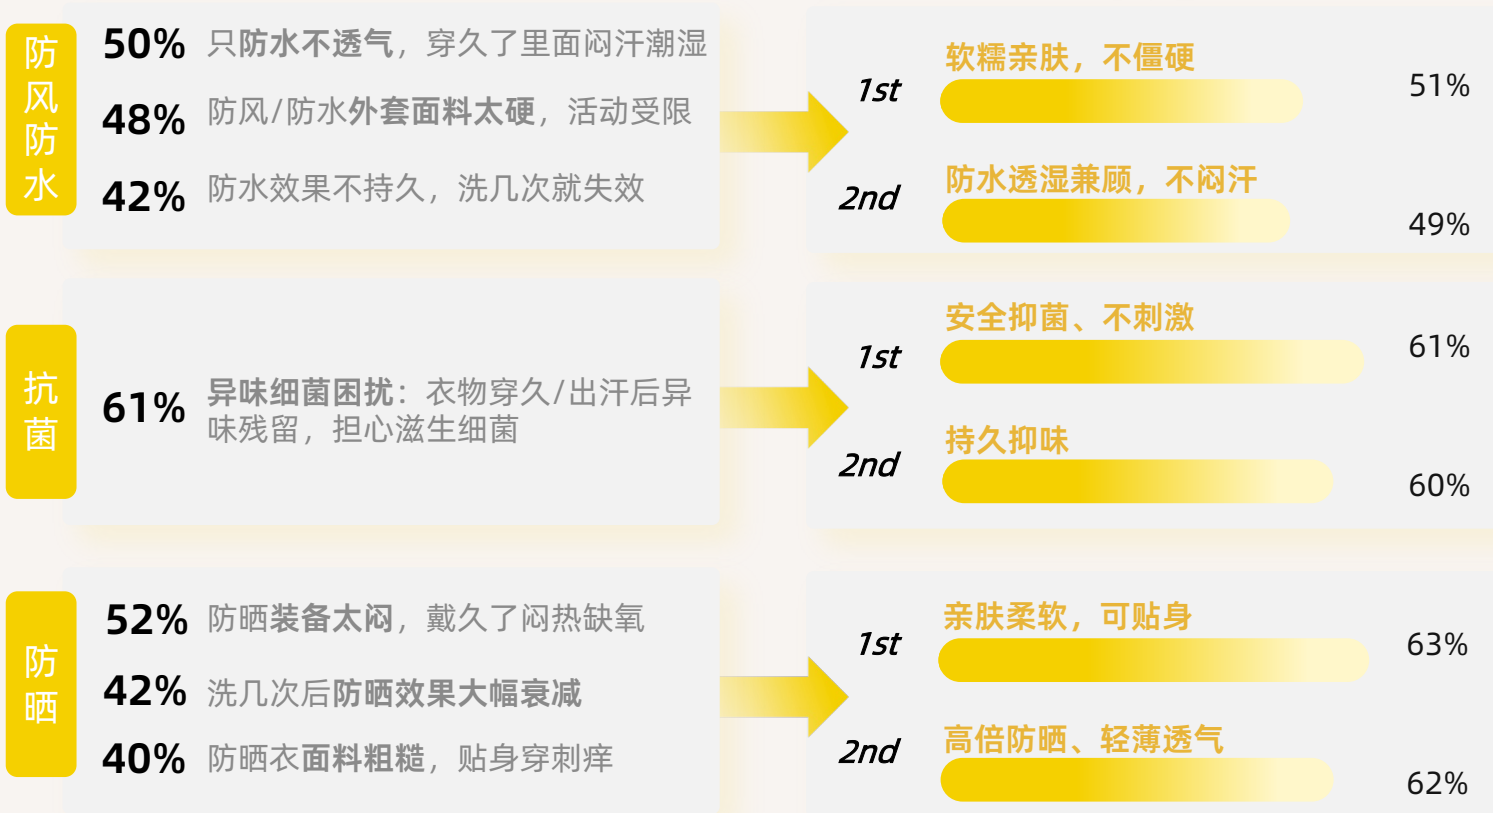 防风防水
50% 只防水不透气，穿久了里面闷汗潮湿
48% 防风/防水外套面料太硬，活动受限
42% 防水效果不持久，洗几次就失效
1st 软糯亲肤，不僵硬 51%
2nd 防水透湿兼顾，不闷汗 49%
抗菌
61% 异味细菌困扰：衣物穿久/出汗后异
味残留，担心滋生细菌
1st 安全抑菌、不刺激 61%
2nd 持久抑味 60%
防晒
52% 防晒装备太闷，戴久了闷热缺氧
42% 洗几次后防晒效果大幅衰减
40% 防晒衣面料粗糙，贴身穿刺痒
1st 亲肤柔软，可贴身 63%
2nd 高倍防晒、轻薄透气 62%